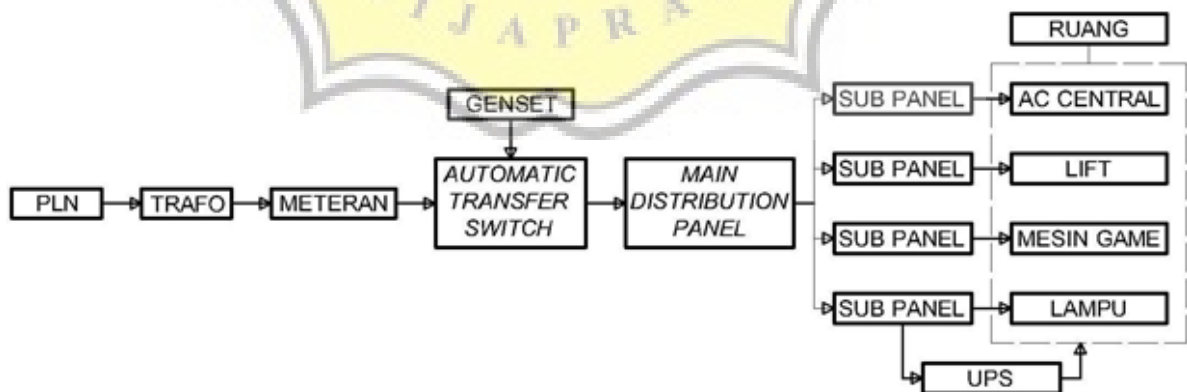 IJAPRA
RUANG
GENSET
SUB PANEL
AC CENTRAL
AUTOMATIC
TRANSFER
SWITCH
MAIN
DISTRIBUTION
PANEL
SUB PANEL
LIFT
PLN
TRAFO
METERAN
SUB PANEL
MESIN GAME
SUB PANEL
LAMPU
UPS